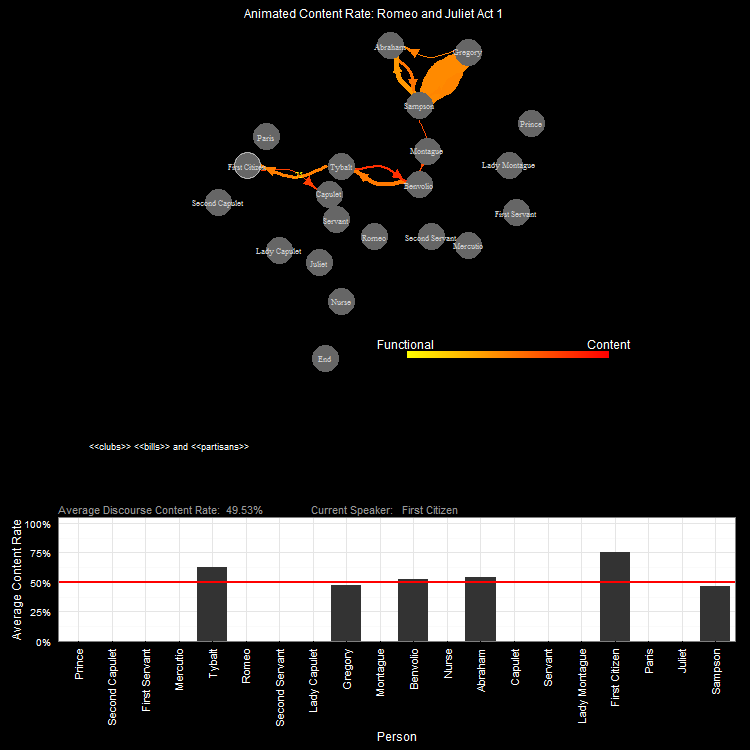 Animated Content Rate: Romeo and Juliet Act 1
Abraham
Gregory
Sampson
Prince
Paris
Montague
First Citizen
Tybalt
Lady Montague
Benvolio
Capulet
Second Capulet
First Servant
Servant
Romeo
Second Servant
Mercutio
Lady Capulet
Juliet
Nurse
Functional
Content
End
<<clubs>> <<bills>> and <<partisans>>
Average Discourse Content Rate: 49.53%
Current Speaker: First Citizen
Average Content Rate
100%
75%
50%
25%
0%
Prince
Second Capulet
First Servant
Mercutio
Tybalt
Romeo
Second Servant
Lady Capulet
Gregory
Montague
Benvolio
Nurse
Abraham
Capulet
Servant
Lady Montague
First Citizen
Paris
Juliet
Sampson
Person